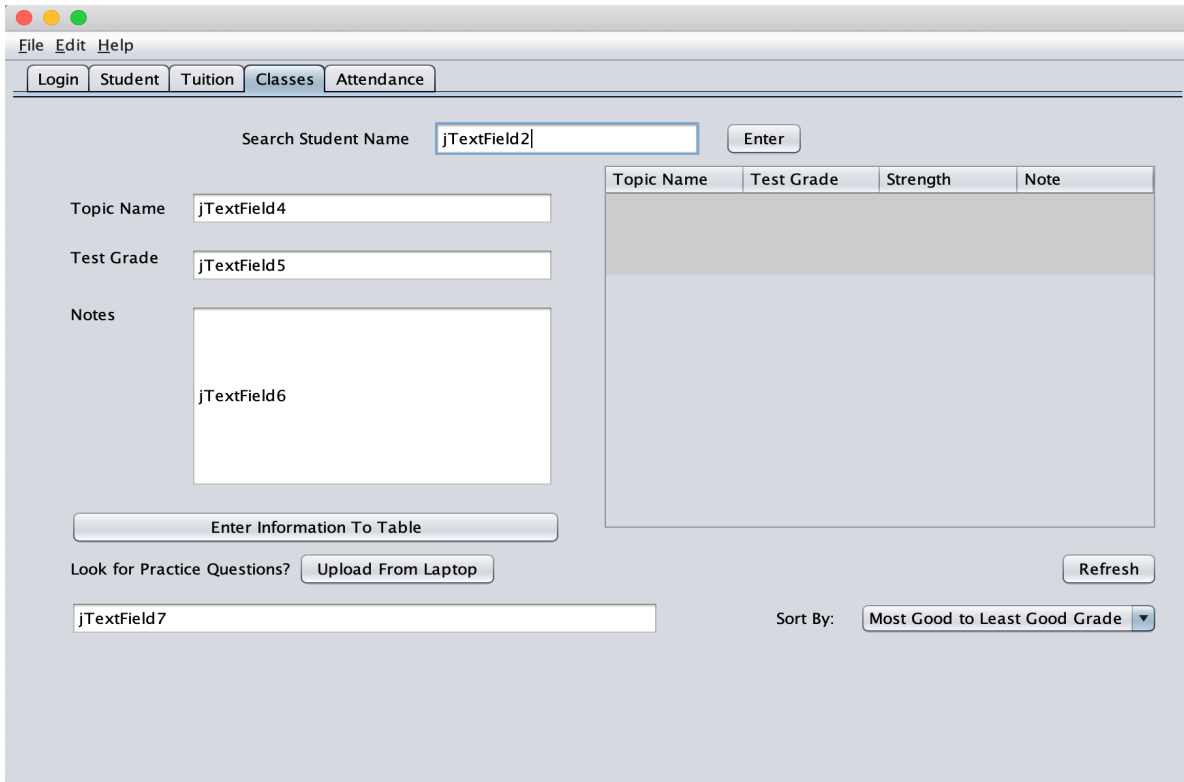 File Edit Help
Login Student Tuition Classes Attendance
Search Student Name jTextField2 Enter
Topic Name Test Grade Strength Note
Topic Name jTextField4
Test Grade jTextField5
Notes
jTextField6
Enter Information To Table
Look for Practice Questions? Upload From Laptop Refresh
jTextField7 Sort By: Most Good to Least Good Grade